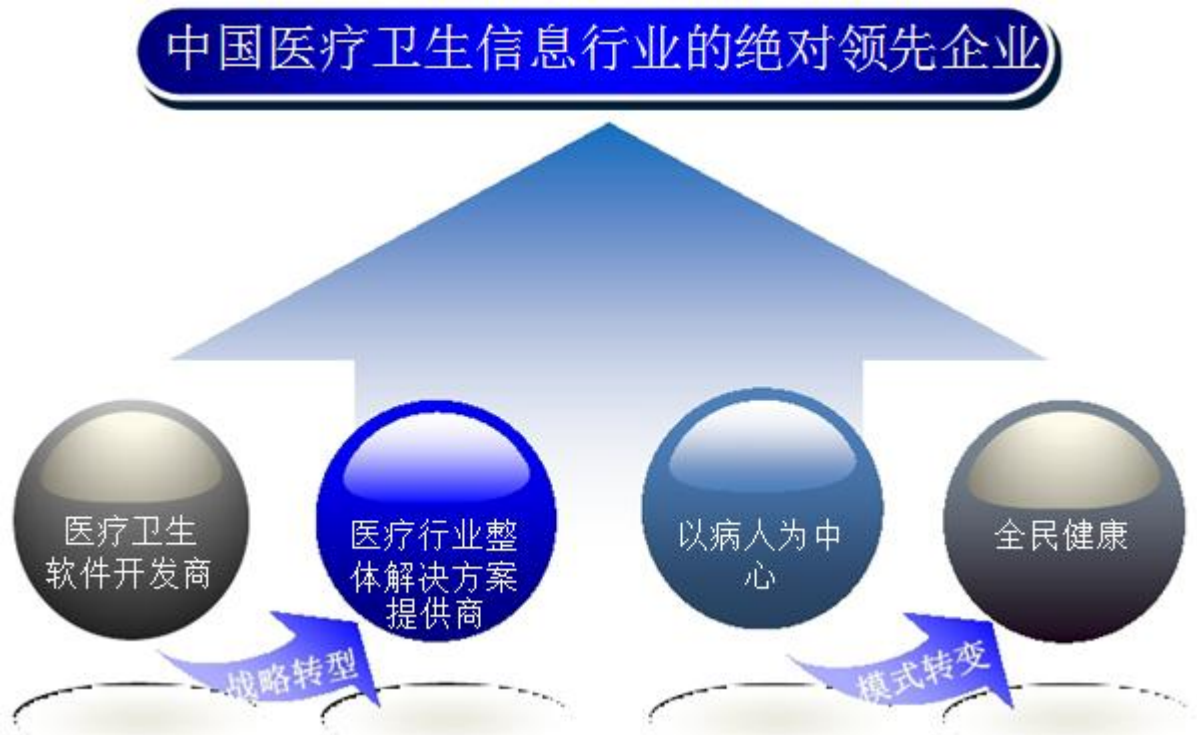 中国医疗卫生信息行业的绝对领先企业
医疗卫生
软件开发商
医疗行业整
体解决方案
提供商
以病人为中
心
全民健康
战略转型
模式转变